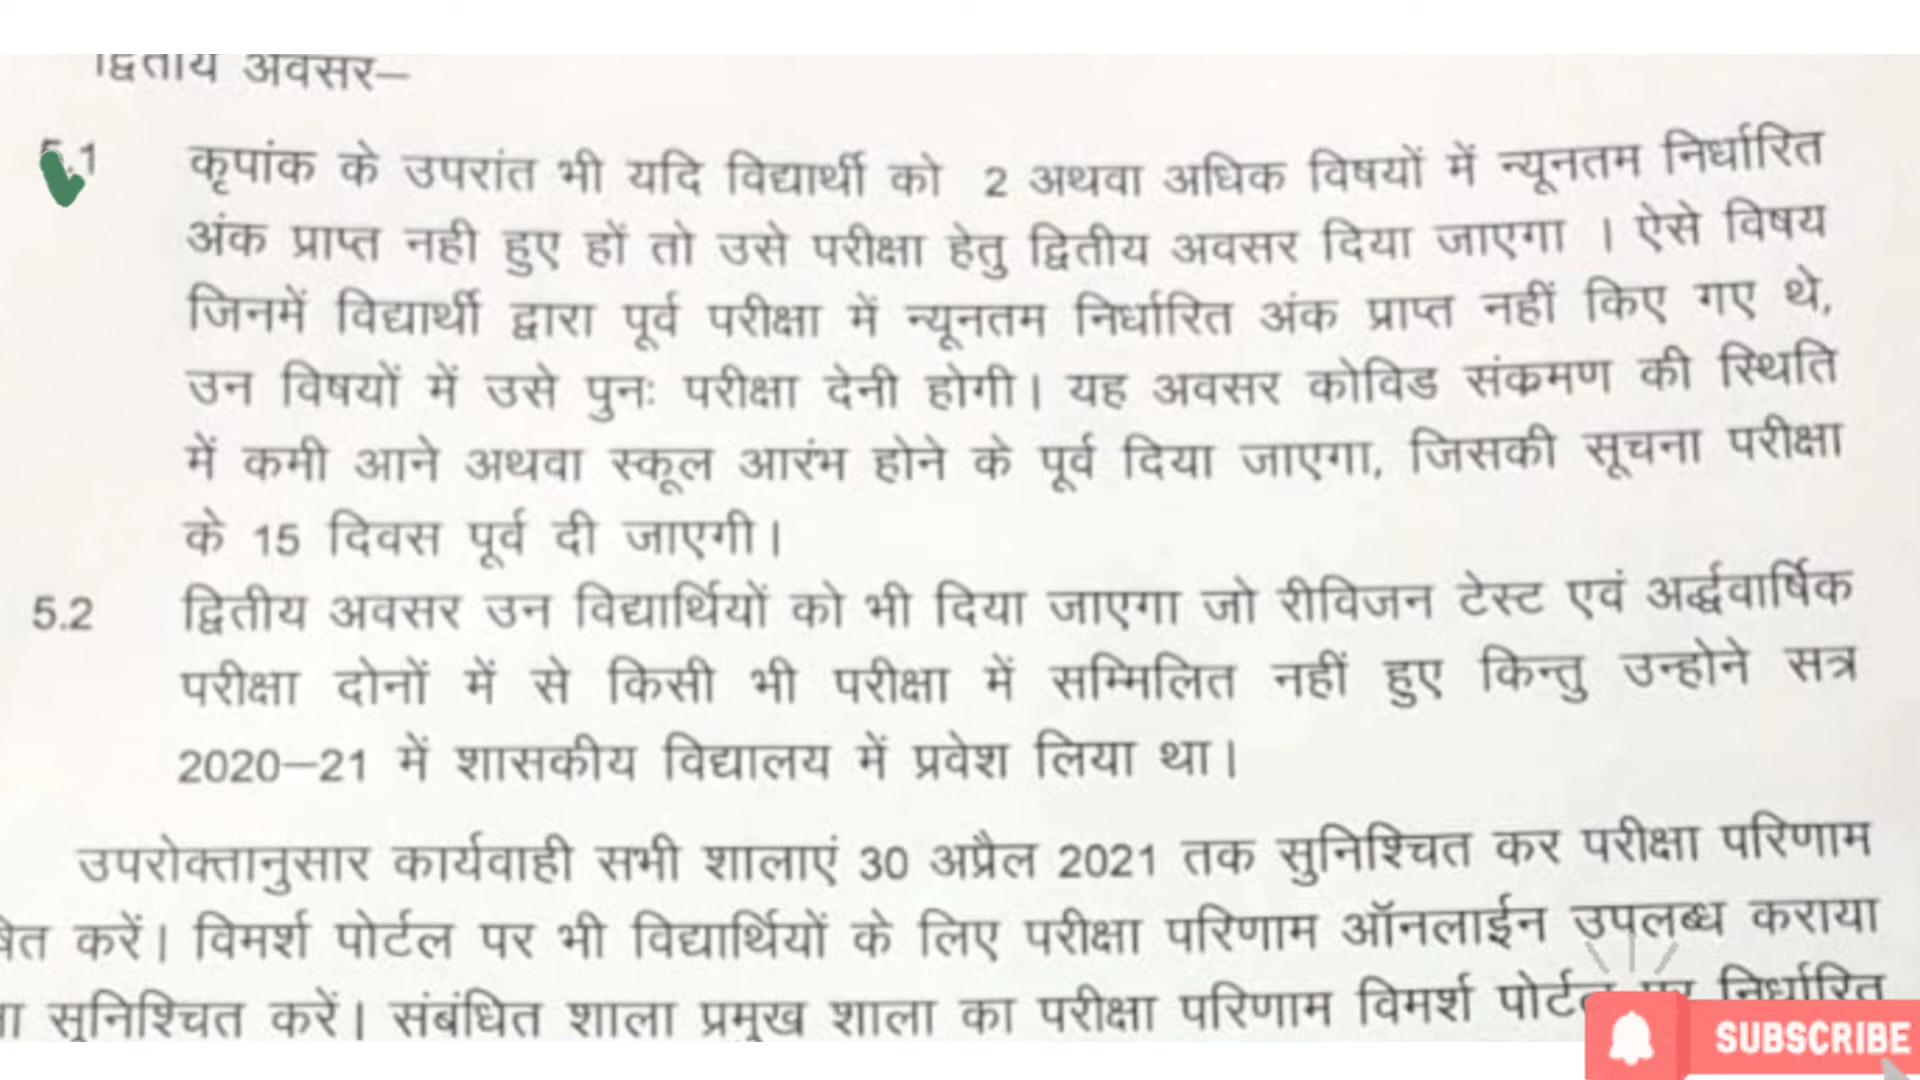 द्वितीय अवसर–
5.1 कृपांक के उपरांत भी यदि विद्यार्थी को 2 अथवा अधिक विषयों में न्यूनतम निर्धारित
अंक प्राप्त नही हुए हों तो उसे परीक्षा हेतु द्वितीय अवसर दिया जाएगा । ऐसे विषय
जिनमें विद्यार्थी द्वारा पूर्व परीक्षा में न्यूनतम निर्धारित अंक प्राप्त नहीं किए गए थे,
उन विषयों में उसे पुनः परीक्षा देनी होगी। यह अवसर कोविड संक्रमण की स्थिति
में कमी आने अथवा स्कूल आरंभ होने के पूर्व दिया जाएगा, जिसकी सूचना परीक्षा
के 15 दिवस पूर्व दी जाएगी।
5.2 द्वितीय अवसर उन विद्यार्थियों को भी दिया जाएगा जो रीविजन टेस्ट एवं अर्द्धवार्षिक
परीक्षा दोनों में से किसी भी परीक्षा में सम्मिलित नहीं हुए किन्तु उन्होने सत्र
2020–21 में शासकीय विद्यालय में प्रवेश लिया था।
उपरोक्तानुसार कार्यवाही सभी शालाएं 30 अप्रैल 2021 तक सुनिश्चित कर परीक्षा परिणाम
करें। विमर्श पोर्टल पर भी विद्यार्थियों के लिए परीक्षा परिणाम ऑनलाईन उपलब्ध कराया
सुनिश्चित करें। संबंधित शाला प्रमुख शाला का परीक्षा परिणाम विमर्श पोर्टल पर निर्धारित
SUBSCRIBE